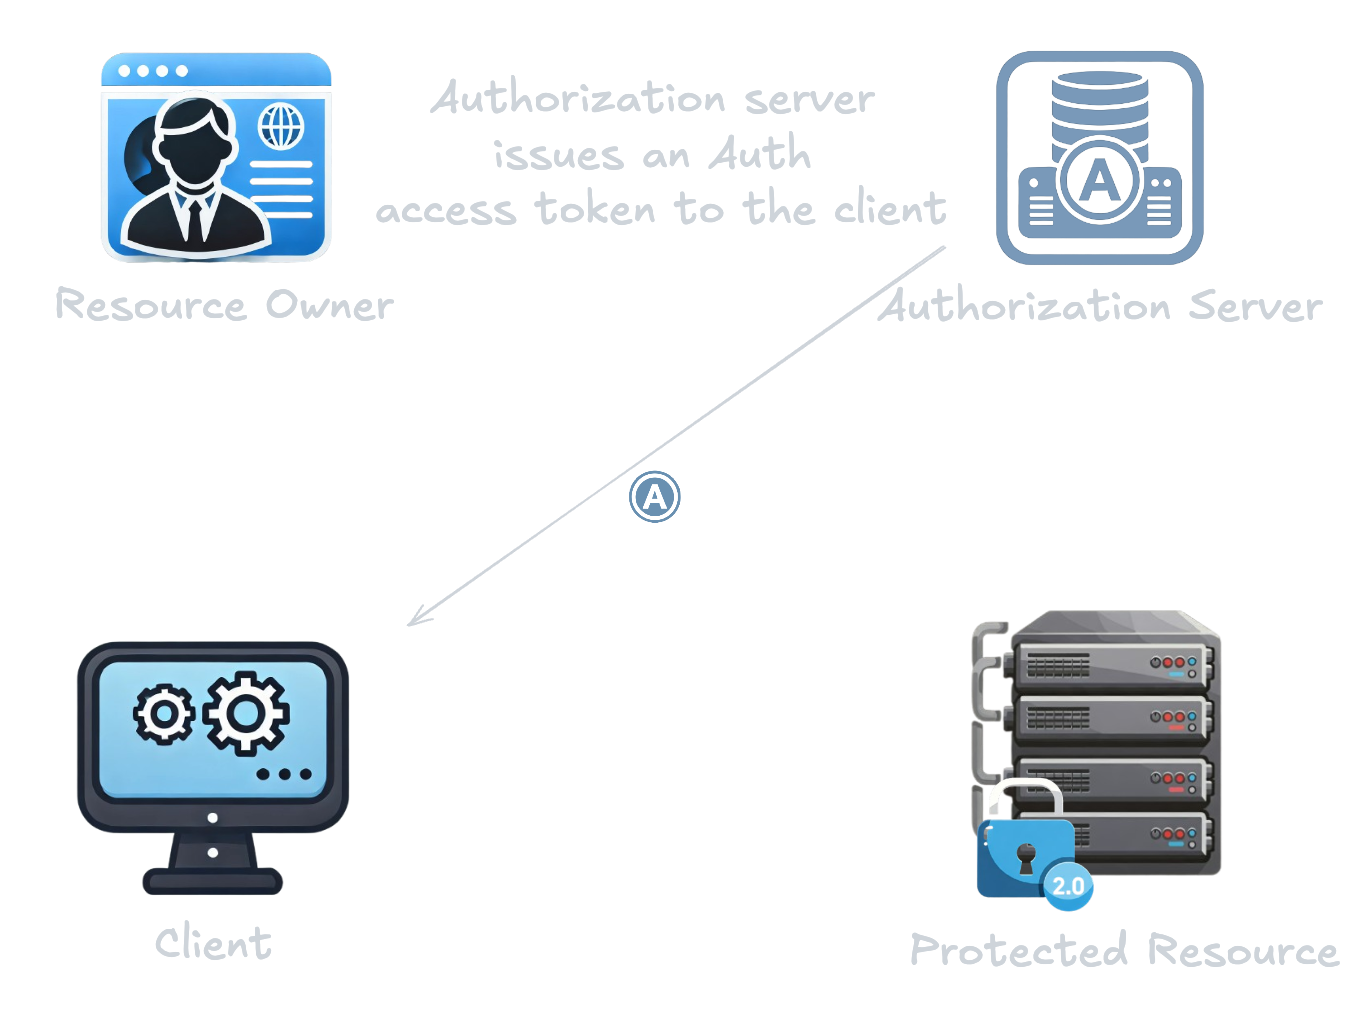 Authorization server
issues an Auth
access token to the client
A
Resource Owner
Authorization Server
A
2.0
Client
Protected Resource